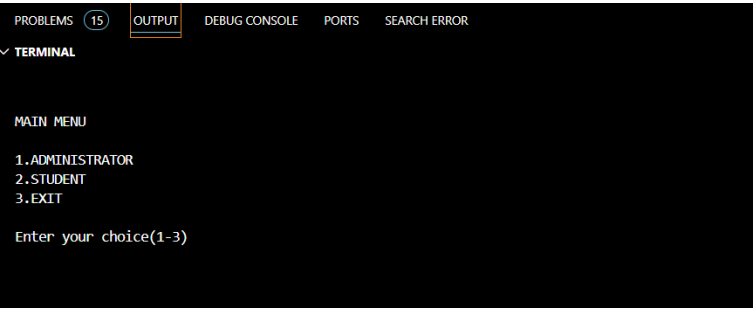 PROBLEMS 15 OUTPUT DEBUG CONSOLE PORTS SEARCH ERROR
TERMINAL
MAIN MENU
1.ADMINISTRATOR
2.STUDENT
3.EXIT
Enter your choice(1-3)